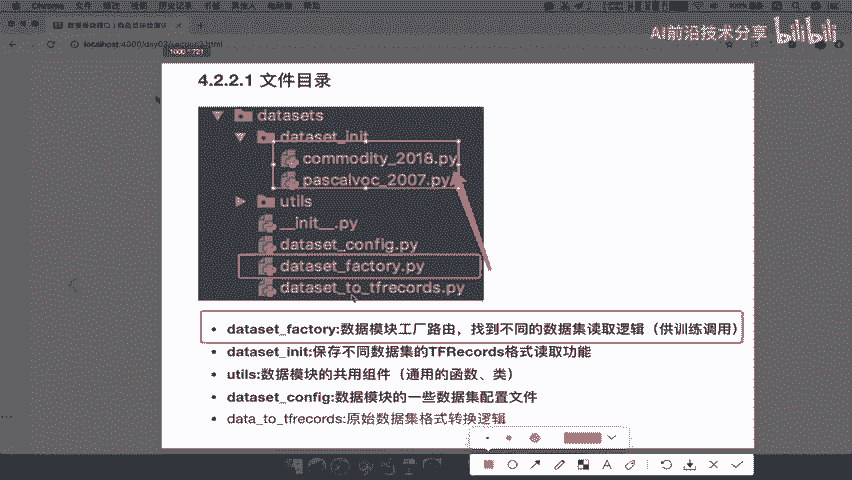 Chrome 文件
AI前沿技术分享 bilibili
localhost:4000/
4.2.2.1 文件目录
datasets
dataset_init
commodity_2018.py
pascalvoc_2007.py
utils
__init__.py
dataset_config.py
dataset_factory.py
dataset_to_tfrecords.py
• dataset_factory:数据模块工厂路由，找到不同的数据集读取逻辑（供训练调用）
• dataset_init:保存不同数据集的TFRecords格式读取功能
• utils:数据模块的共用组件（通用的函数、类）
• dataset_config:数据模块的一些数据集配置文件
• data_to_tfrecords:原始数据集格式转换逻辑